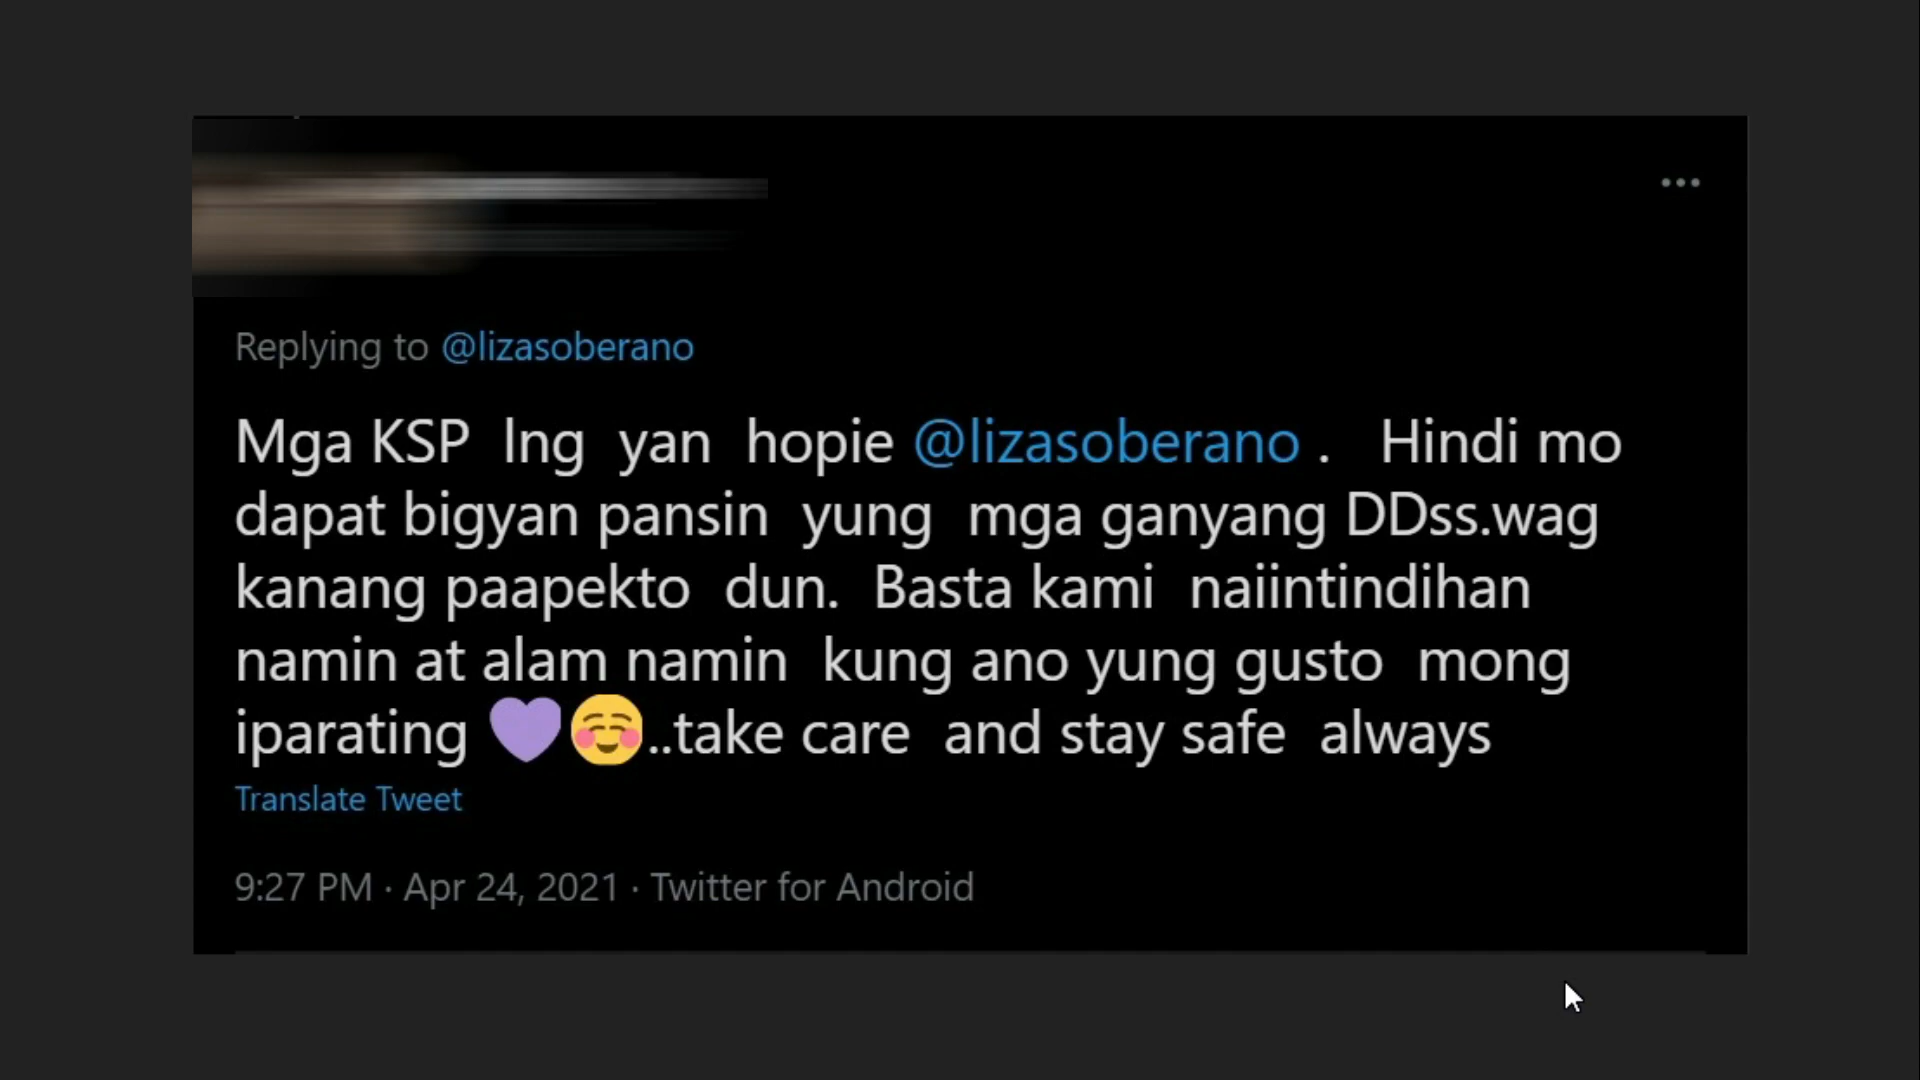 Replying to @lizasoberano
Mga KSP lng yan hopie @lizasoberano . Hindi mo
dapat bigyan pansin yung mga ganyang DDss.wag
kanang paapekto dun. Basta kami naiintindihan
namin at alam namin kung ano yung gusto mong
iparating 💜☺️..take care and stay safe always
Translate Tweet
9:27 PM · Apr 24, 2021 · Twitter for Android